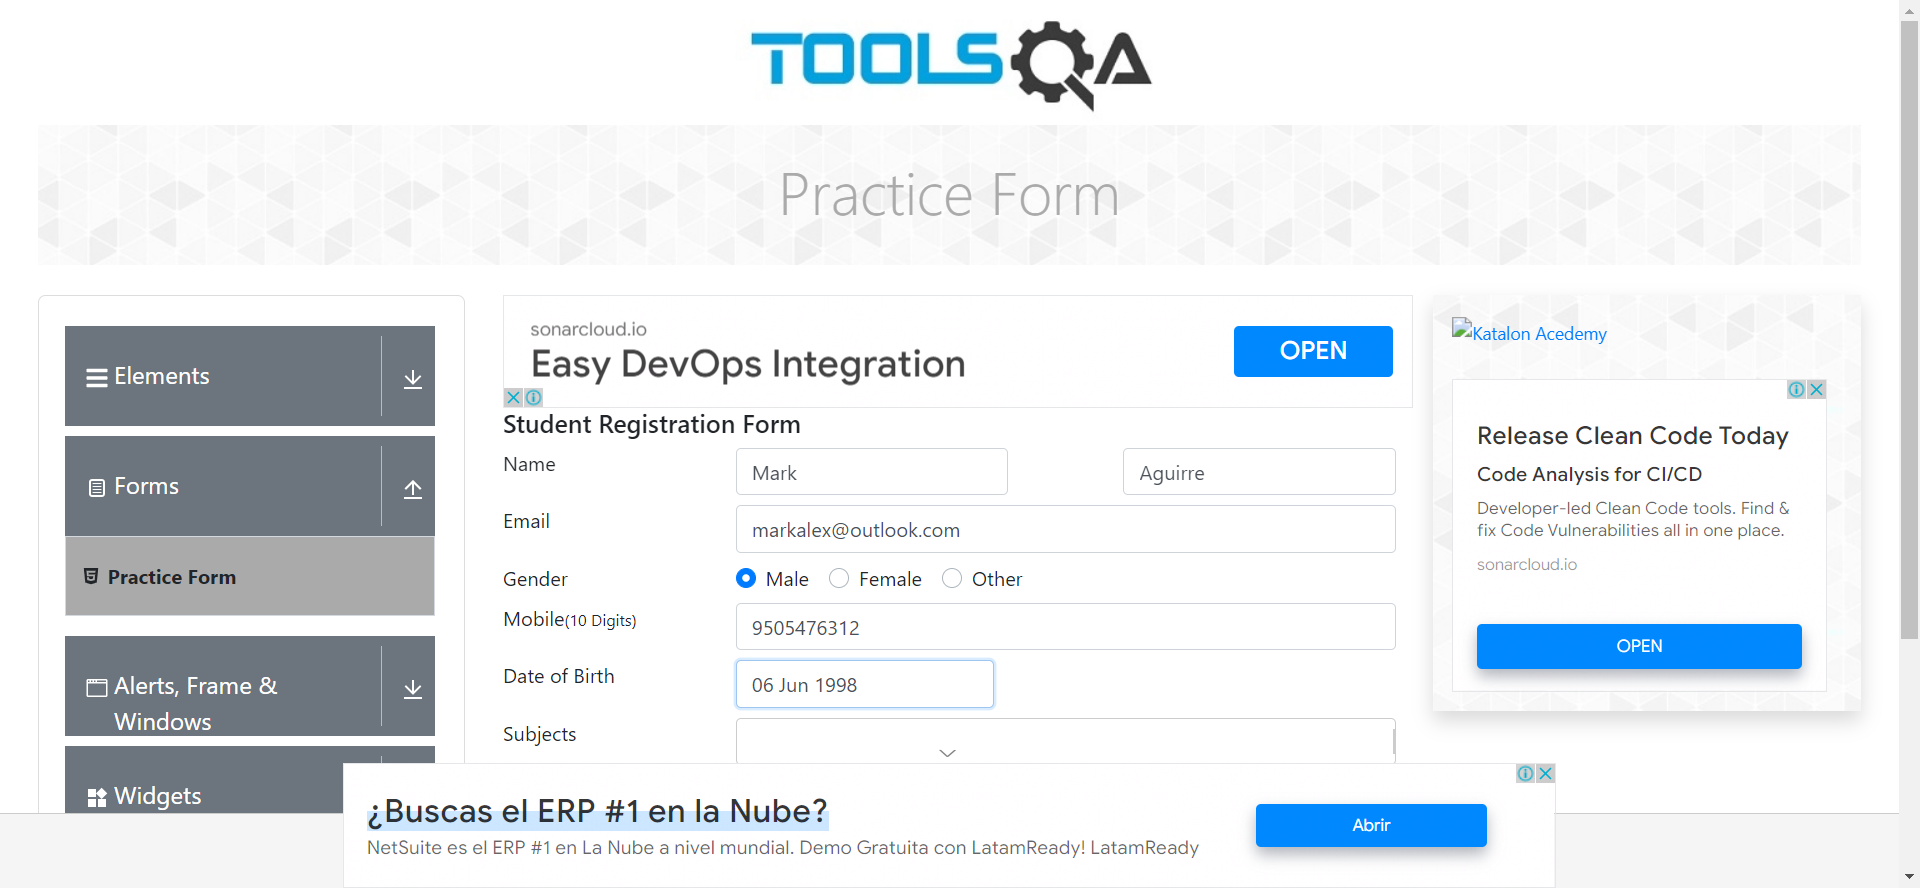 TOOLSQA
Practice Form
Elements
Forms
Practice Form
Alerts, Frame &
Windows
Widgets
sonarcloud.io
Easy DevOps Integration
OPEN
Student Registration Form
Name
Mark
Aguirre
Email
markalex@outlook.com
Gender
Male
Female
Other
Mobile(10 Digits)
9505476312
Date of Birth
06 Jun 1998
Subjects
Katalon Acedemy
Release Clean Code Today
Code Analysis for CI/CD
Developer-led Clean Code tools. Find &
fix Code Vulnerabilities all in one place.
sonarcloud.io
OPEN
¿Buscas el ERP #1 en la Nube?
NetSuite es el ERP #1 en La Nube a nivel mundial. Demo Gratuita con LatamReady! LatamReady
Abrir